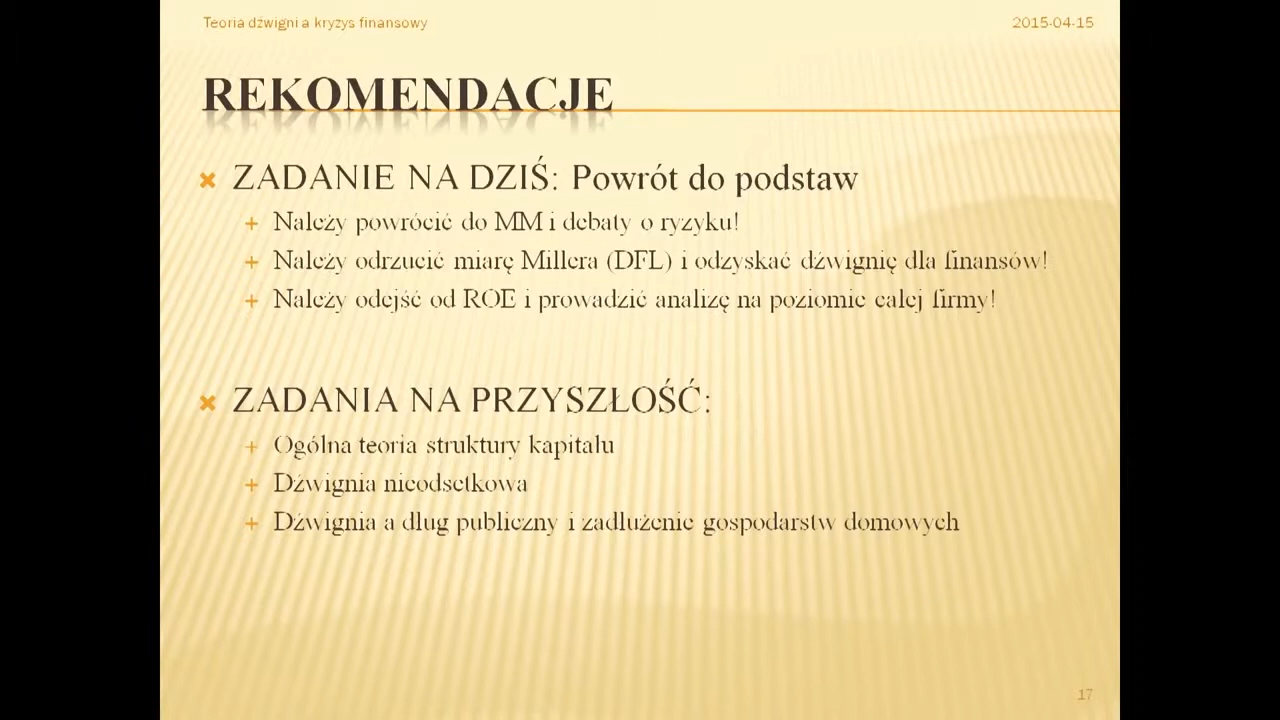 Teoria dźwigni a kryzys finansowy
2015-04-15
REKOMENDACJE
ZADANIE NA DZIŚ: Powrót do podstaw
Należy powrócić do MM i debaty o ryzyku!
Należy odrzucić miarę Millera (DFL) i odzyskać dźwignię dla finansów!
Należy odejść od ROE i prowadzić analizę na poziomie całej firmy!
ZADANIA NA PRZYSZŁOŚĆ:
Ogólna teoria struktury kapitału
Dźwignia nieodsetkowa
Dźwignia a dług publiczny i zadłużenie gospodarstw domowych
17